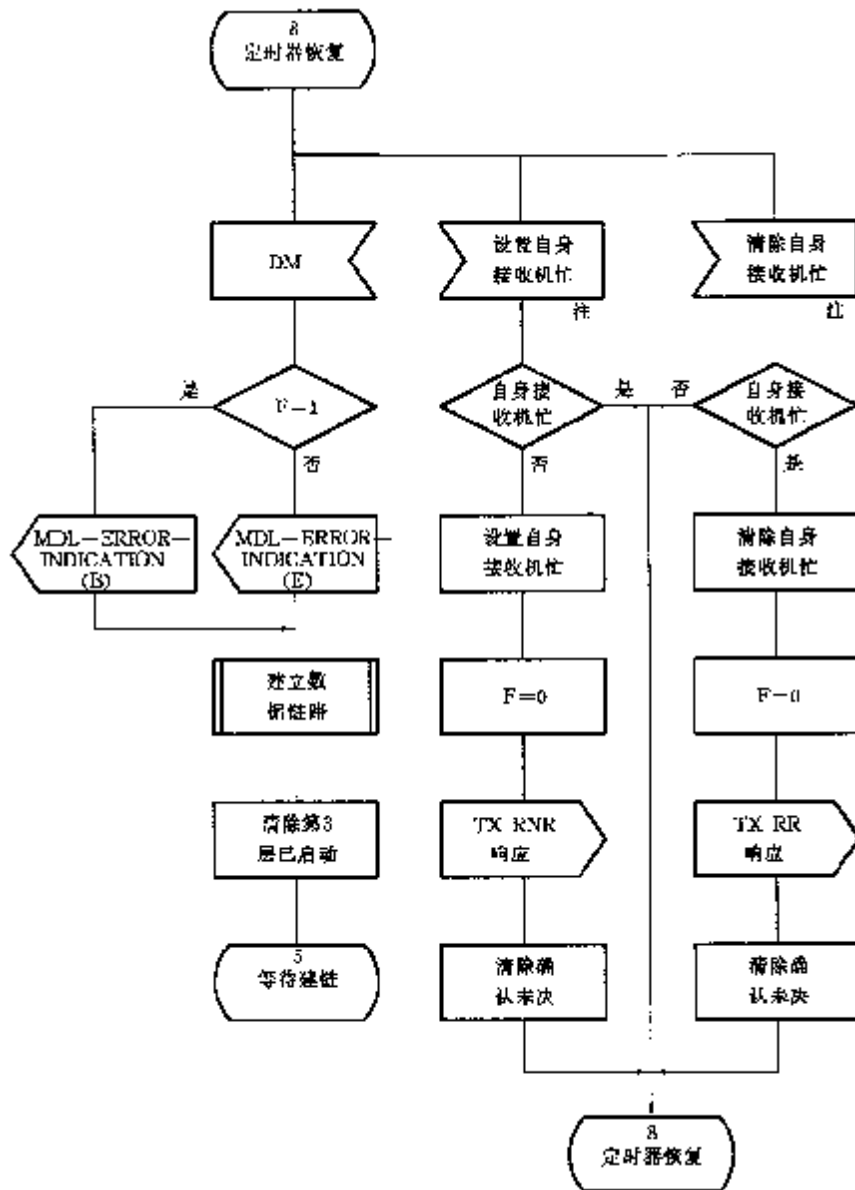 8
定时器恢复
DM
设置自身
接收机忙
清除自身
接收机忙
注
注
是
F=1
否
自身接
收机忙
是
否
否
自身接
收机忙
是
MDL-ERROR-
INDICATION
(B)
MDL-ERROR-
INDICATION
(E)
设置自身
接收机忙
清除自身
接收机忙
建立数
据链路
F=0
F=0
清除第3
层已启动
TX RNR
响应
TX RR
响应
5
等待建链
清除确
认未决
清除确
认未决
8
定时器恢复